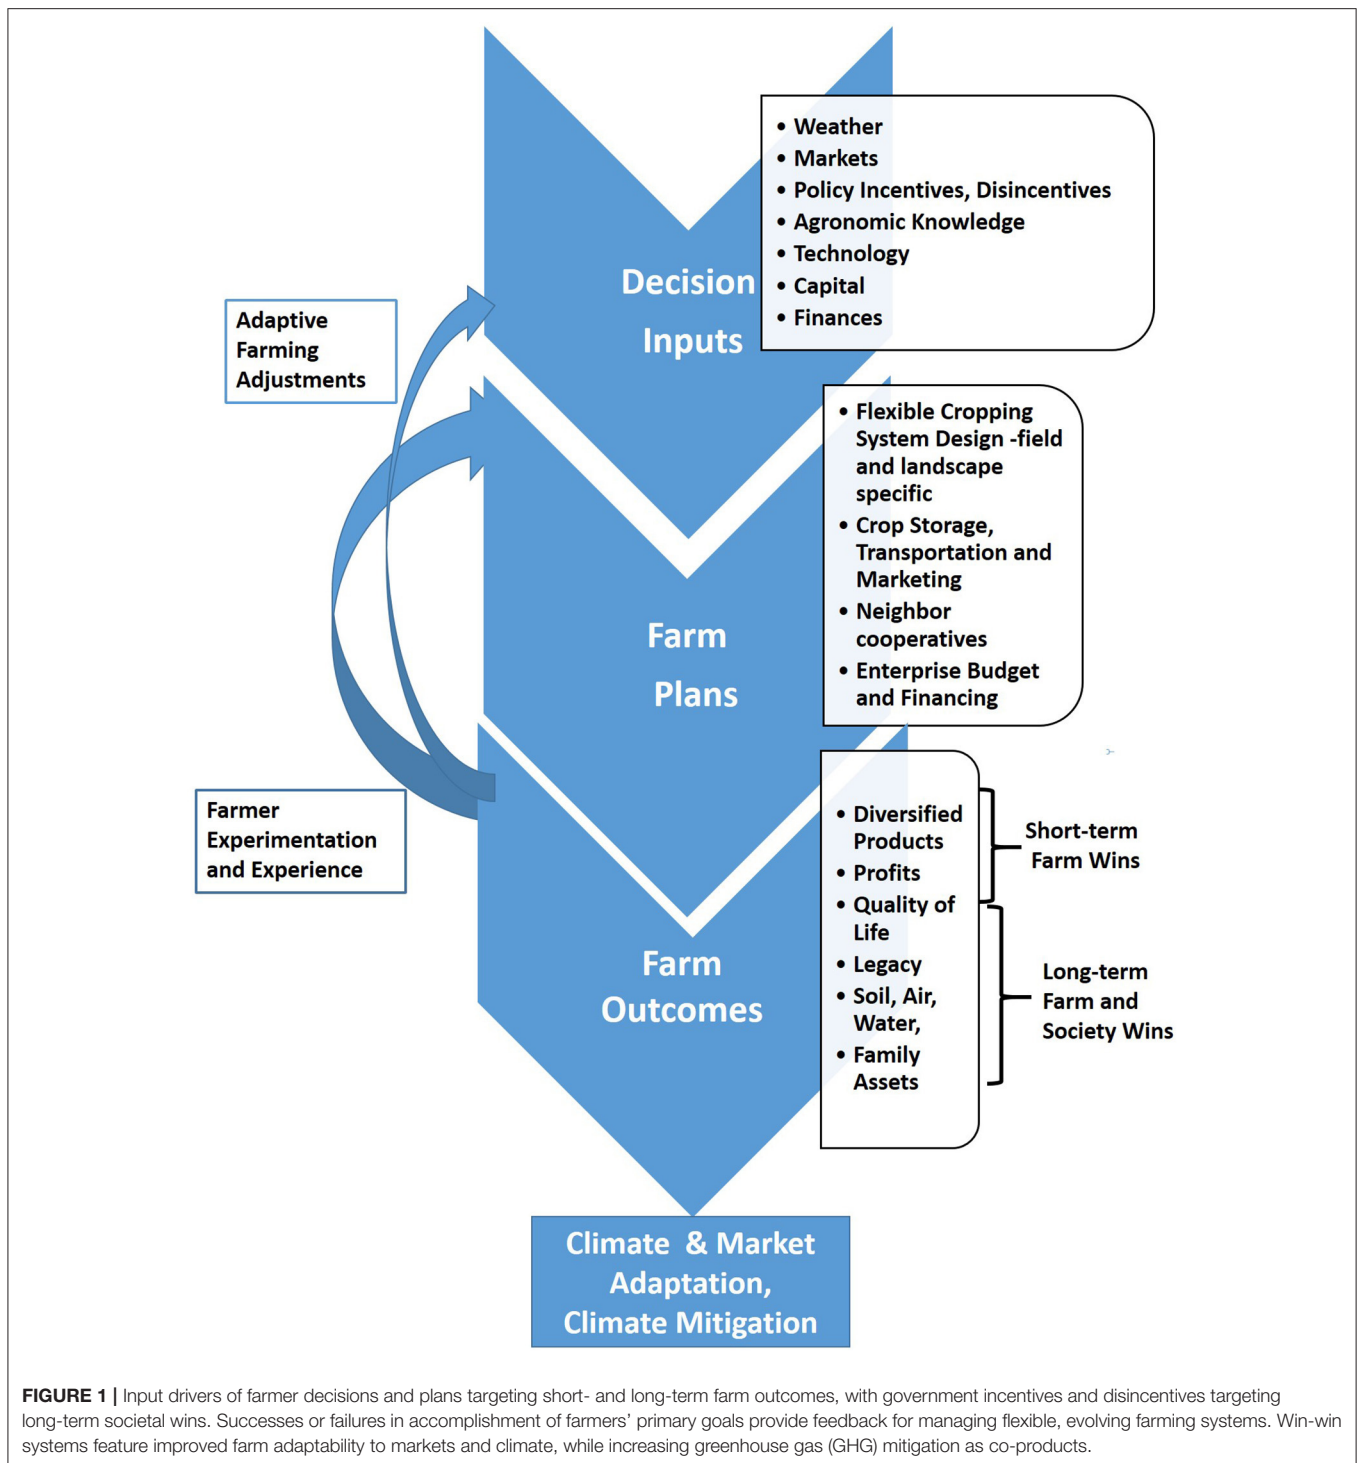 • Weather
• Markets
• Policy Incentives, Disincentives
• Agronomic Knowledge
• Technology
• Capital
• Finances
Decision
Inputs
Adaptive
Farming
Adjustments
• Flexible Cropping
System Design -field
and landscape
specific
• Crop Storage,
Transportation and
Marketing
• Neighbor
cooperatives
• Enterprise Budget
and Financing
Farm
Plans
Farmer
Experimentation
and Experience
• Diversified
Products
• Profits
• Quality of
Life
• Legacy
• Soil, Air,
Water,
• Family
Assets
Short-term
Farm Wins
Long-term
Farm and
Society Wins
Farm
Outcomes
Climate & Market
Adaptation,
Climate Mitigation
FIGURE 1 | Input drivers of farmer decisions and plans targeting short- and long-term farm outcomes, with government incentives and disincentives targeting
long-term societal wins. Successes or failures in accomplishment of farmers' primary goals provide feedback for managing flexible, evolving farming systems. Win-win
systems feature improved farm adaptability to markets and climate, while increasing greenhouse gas (GHG) mitigation as co-products.